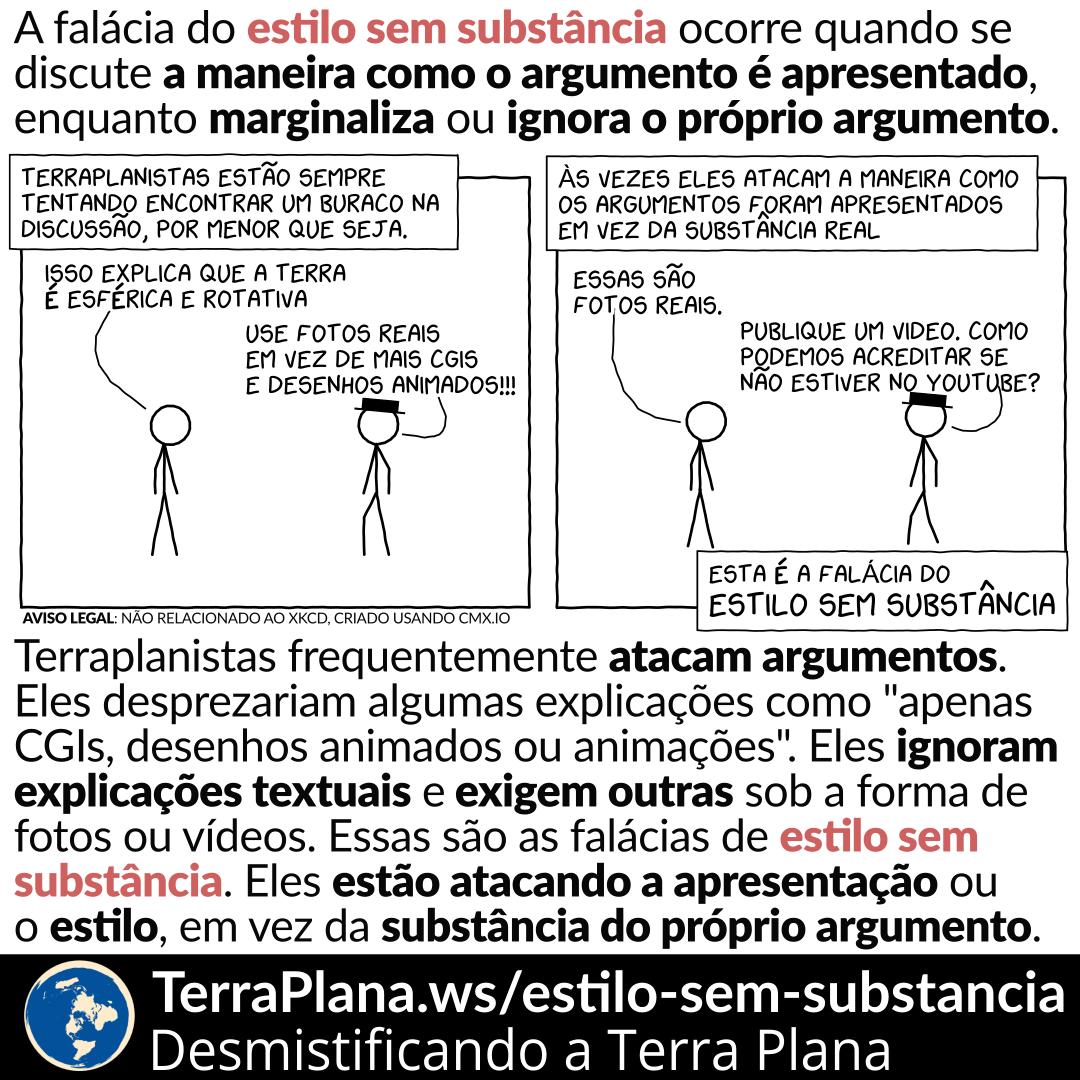 A falácia do estilo sem substância ocorre quando se
discute a maneira como o argumento é apresentado,
enquanto marginaliza ou ignora o próprio argumento.
TERRAPLANISTAS ESTÃO SEMPRE
TENTANDO ENCONTRAR UM BURACO NA
DISCUSSÃO, POR MENOR QUE SEJA.
ISSO EXPLICA QUE A TERRA
É ESFÉRICA E ROTATIVA
USE FOTOS REAIS
EM VEZ DE MAIS CGIS
E DESENHOS ANIMADOS!!!
ÀS VEZES ELES ATACAM A MANEIRA COMO
OS ARGUMENTOS FORAM APRESENTADOS
EM VEZ DA SUBSTÂNCIA REAL
ESSAS SÃO
FOTOS REAIS.
PUBLIQUE UM VIDEO. COMO
PODEMOS ACREDITAR SE
NÃO ESTIVER NO YOUTUBE?
ESTA É A FALÁCIA DO
ESTILO SEM SUBSTÂNCIA
AVISO LEGAL: NÃO RELACIONADO AO XKCD, CRIADO USANDO CMX.IO
Terraplanistas frequentemente atacam argumentos.
Eles desprezariam algumas explicações como "apenas
CGIs, desenhos animados ou animações". Eles ignoram
explicações textuais e exigem outras sob a forma de
fotos ou vídeos. Essas são as falácias de estilo sem
substância. Eles estão atacando a apresentação ou
o estilo, em vez da substância do próprio argumento.
TerraPlana.ws/estilo-sem-substancia
Desmistificando a Terra Plana